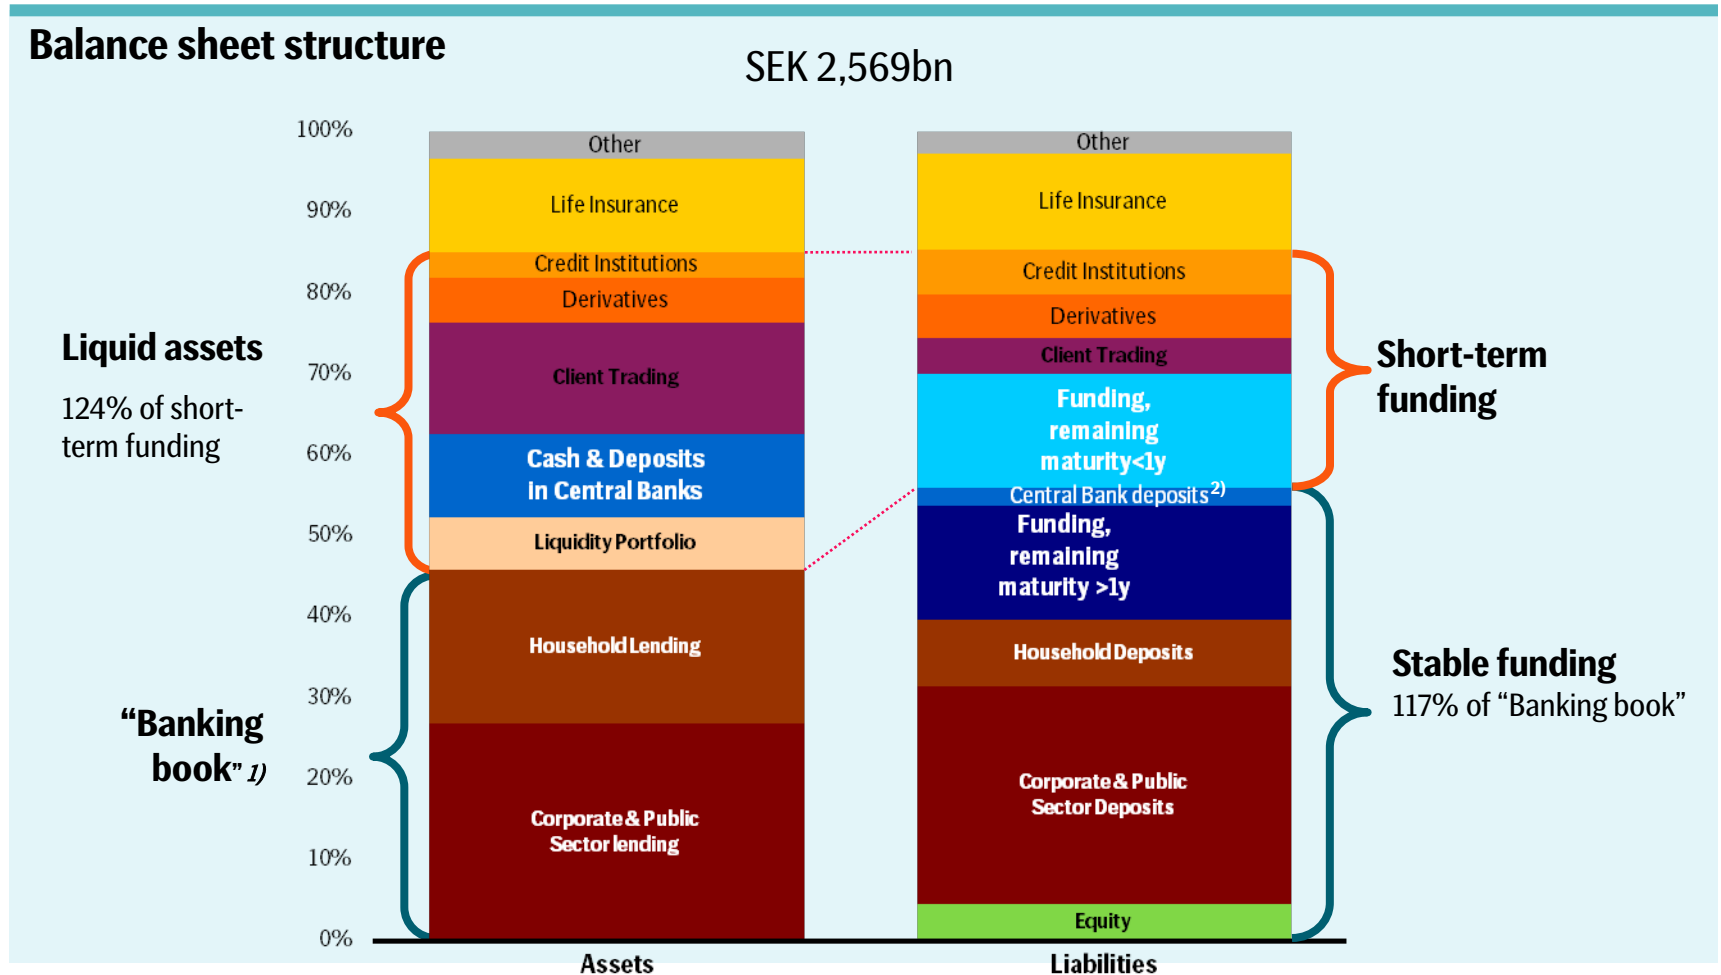 Balance sheet structure
SEK 2,569bn
100%
90%
80%
70%
60%
50%
40%
30%
20%
10%
0%
Liquid assets
124% of short-
term funding
“Banking
book” 1)
Other
Life Insurance
Credit Institutions
Derivatives
Client Trading
Cash & Deposits
in Central Banks
Liquidity Portfolio
Household Lending
Corporate & Public
Sector lending
Assets
Other
Life Insurance
Credit Institutions
Derivatives
Client Trading
Funding,
remaining
maturity<1y
Central Bank deposits2)
Funding,
remaining
maturity >1y
Household Deposits
Corporate & Public
Sector Deposits
Equity
Liabilities
Short-term
funding
Stable funding
117% of “Banking book”